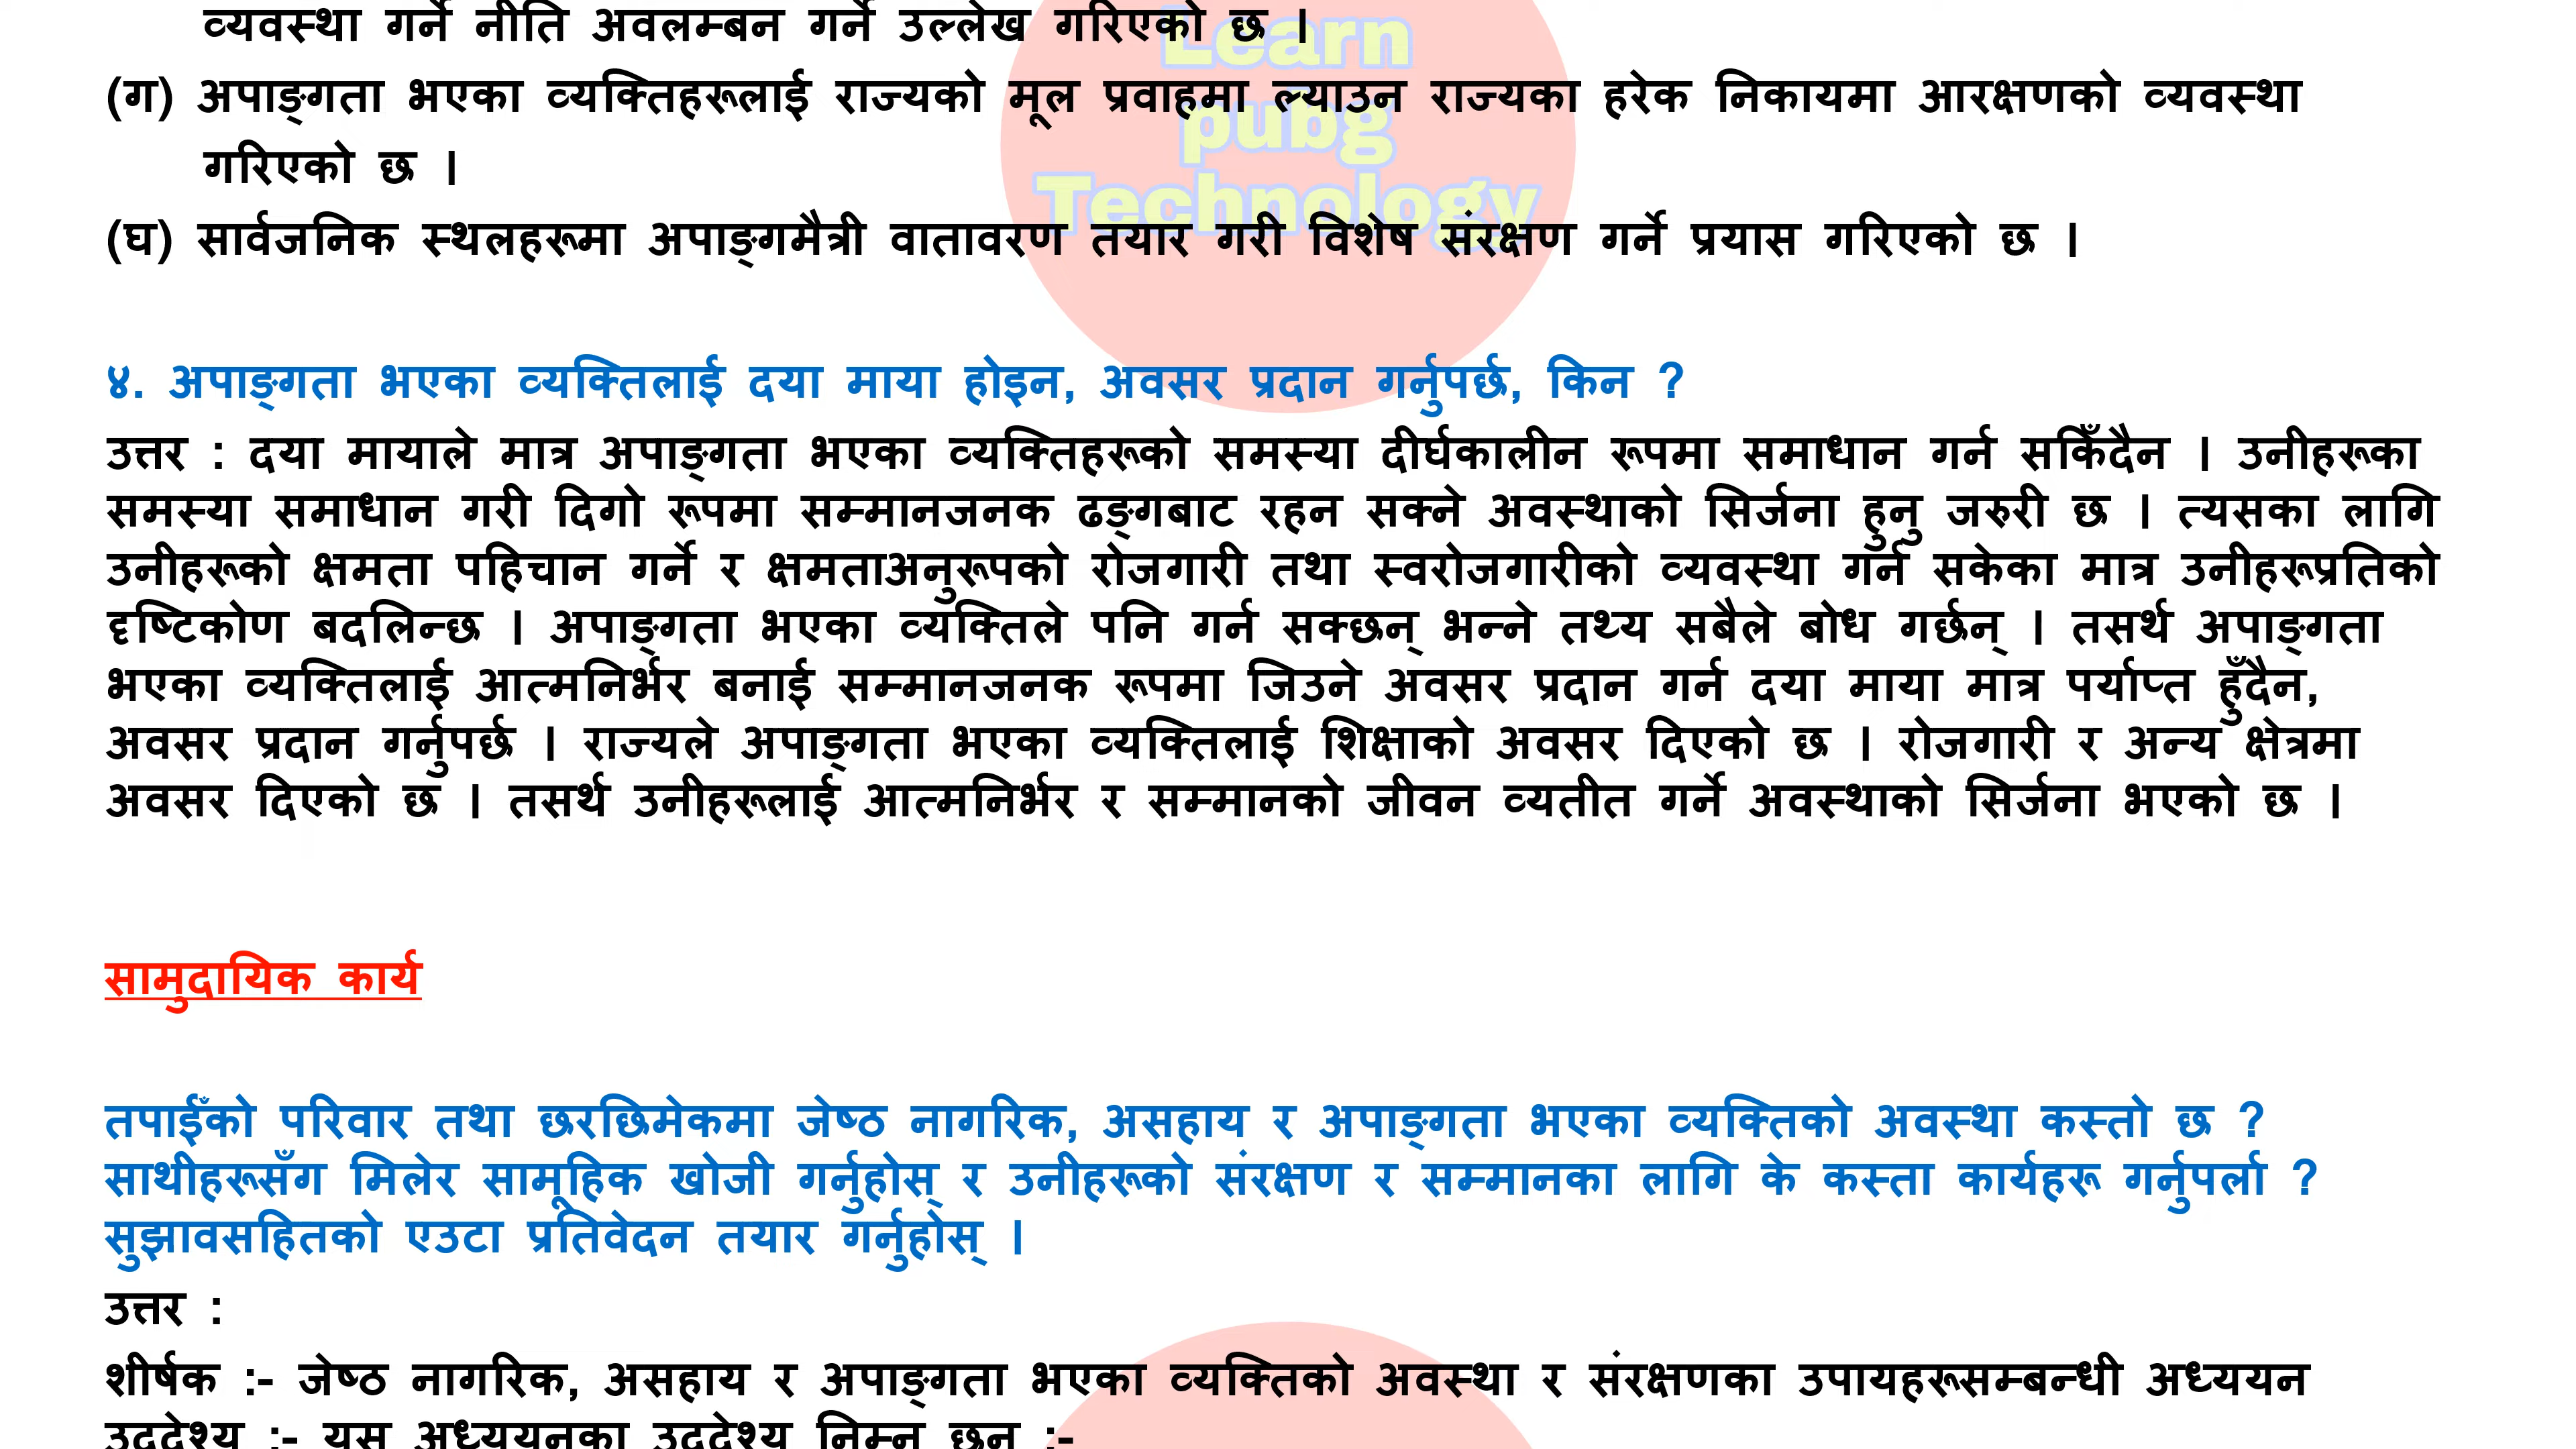 व्यवस्था गर्ने नीति अवलम्बन गर्ने उल्लेख गरिएको छ ।
(ग) अपाङ्गता भएका व्यक्तिहरूलाई राज्यको मूल प्रवाहमा ल्याउन राज्यका हरेक निकायमा आरक्षणको व्यवस्था
गरिएको छ ।
(घ) सार्वजनिक स्थलहरूमा अपाङ्गमैत्री वातावरण तयार गरी विशेष संरक्षण गर्ने प्रयास गरिएको छ ।
Learn
pubg
Technology
४. अपाङ्गता भएका व्यक्तिलाई दया माया होइन, अवसर प्रदान गर्नुपर्छ, किन ?
उत्तर : दया मायाले मात्र अपाङ्गता भएका व्यक्तिहरूको समस्या दीर्घकालीन रूपमा समाधान गर्न सकिँदैन । उनीहरूका
समस्या समाधान गरी दिगो रूपमा सम्मानजनक ढङ्गबाट रहन सक्ने अवस्थाको सिर्जना हुनु जरुरी छ । त्यसका लागि
उनीहरूको क्षमता पहिचान गर्ने र क्षमताअनुरूपको रोजगारी तथा स्वरोजगारीको व्यवस्था गर्न सकेका मात्र उनीहरूप्रतिको
दृष्टिकोण बदलिन्छ । अपाङ्गता भएका व्यक्तिले पनि गर्न सक्छन् भन्ने तथ्य सबैले बोध गर्छन् । तसर्थ अपाङ्गता
भएका व्यक्तिलाई आत्मनिर्भर बनाई सम्मानजनक रूपमा जिउने अवसर प्रदान गर्न दया माया मात्र पर्याप्त हुँदैन,
अवसर प्रदान गर्नुपर्छ । राज्यले अपाङ्गता भएका व्यक्तिलाई शिक्षाको अवसर दिएको छ । रोजगारी र अन्य क्षेत्रमा
अवसर दिएको छ । तसर्थ उनीहरूलाई आत्मनिर्भर र सम्मानको जीवन व्यतीत गर्ने अवस्थाको सिर्जना भएको छ ।
सामुदायिक कार्य
तपाईँको परिवार तथा छरछिमेकमा जेष्ठ नागरिक, असहाय र अपाङ्गता भएका व्यक्तिको अवस्था कस्तो छ ?
साथीहरूसँग मिलेर सामूहिक खोजी गर्नुहोस् र उनीहरूको संरक्षण र सम्मानका लागि के कस्ता कार्यहरू गर्नुपर्ला ?
सुझावसहितको एउटा प्रतिवेदन तयार गर्नुहोस् ।
उत्तर :
शीर्षक :- जेष्ठ नागरिक, असहाय र अपाङ्गता भएका व्यक्तिको अवस्था र संरक्षणका उपायहरूसम्बन्धी अध्ययन
उद्देश्य :- यस अध्ययनका उद्देश्य निम्न छन् :-